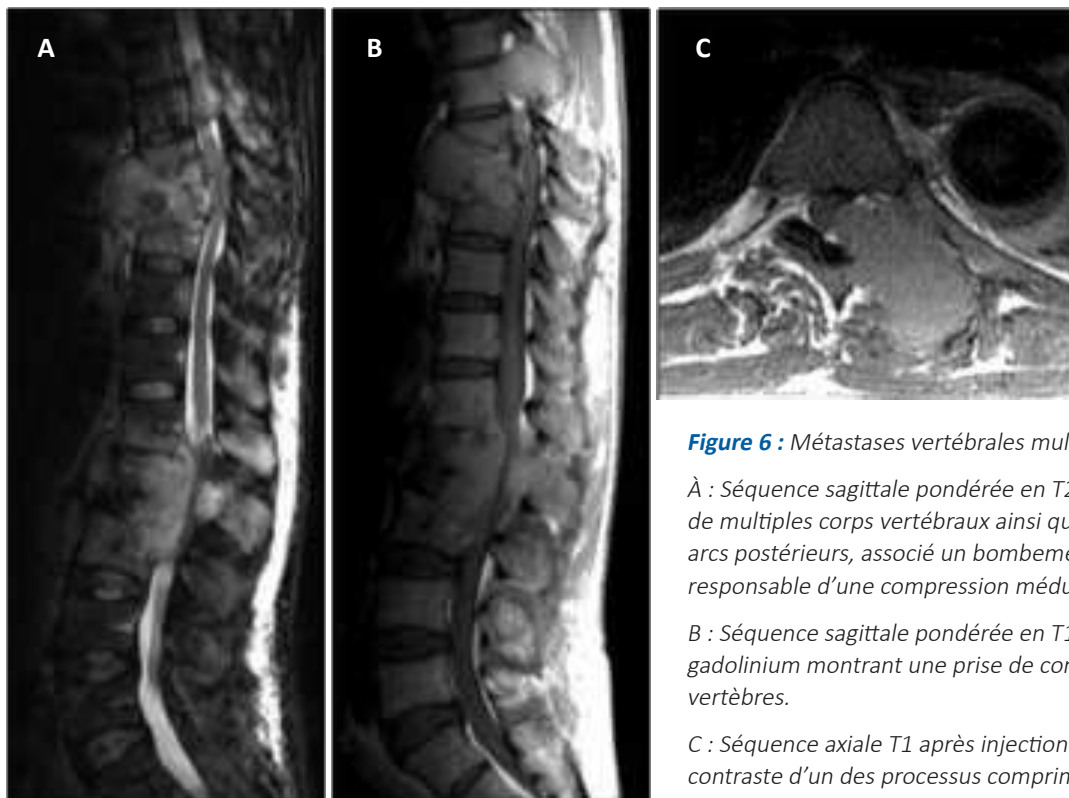 A
B
C
Figure 6 : Métastases vertébrales mul
À : Séquence sagittale pondérée en T2
de multiples corps vertébraux ainsi qu
arcs postérieurs, associé un bombeme
responsable d’une compression médu
B : Séquence sagittale pondérée en T1
gadolinium montrant une prise de con
vertèbres.
C : Séquence axiale T1 après injection
contraste d’un des processus comprim